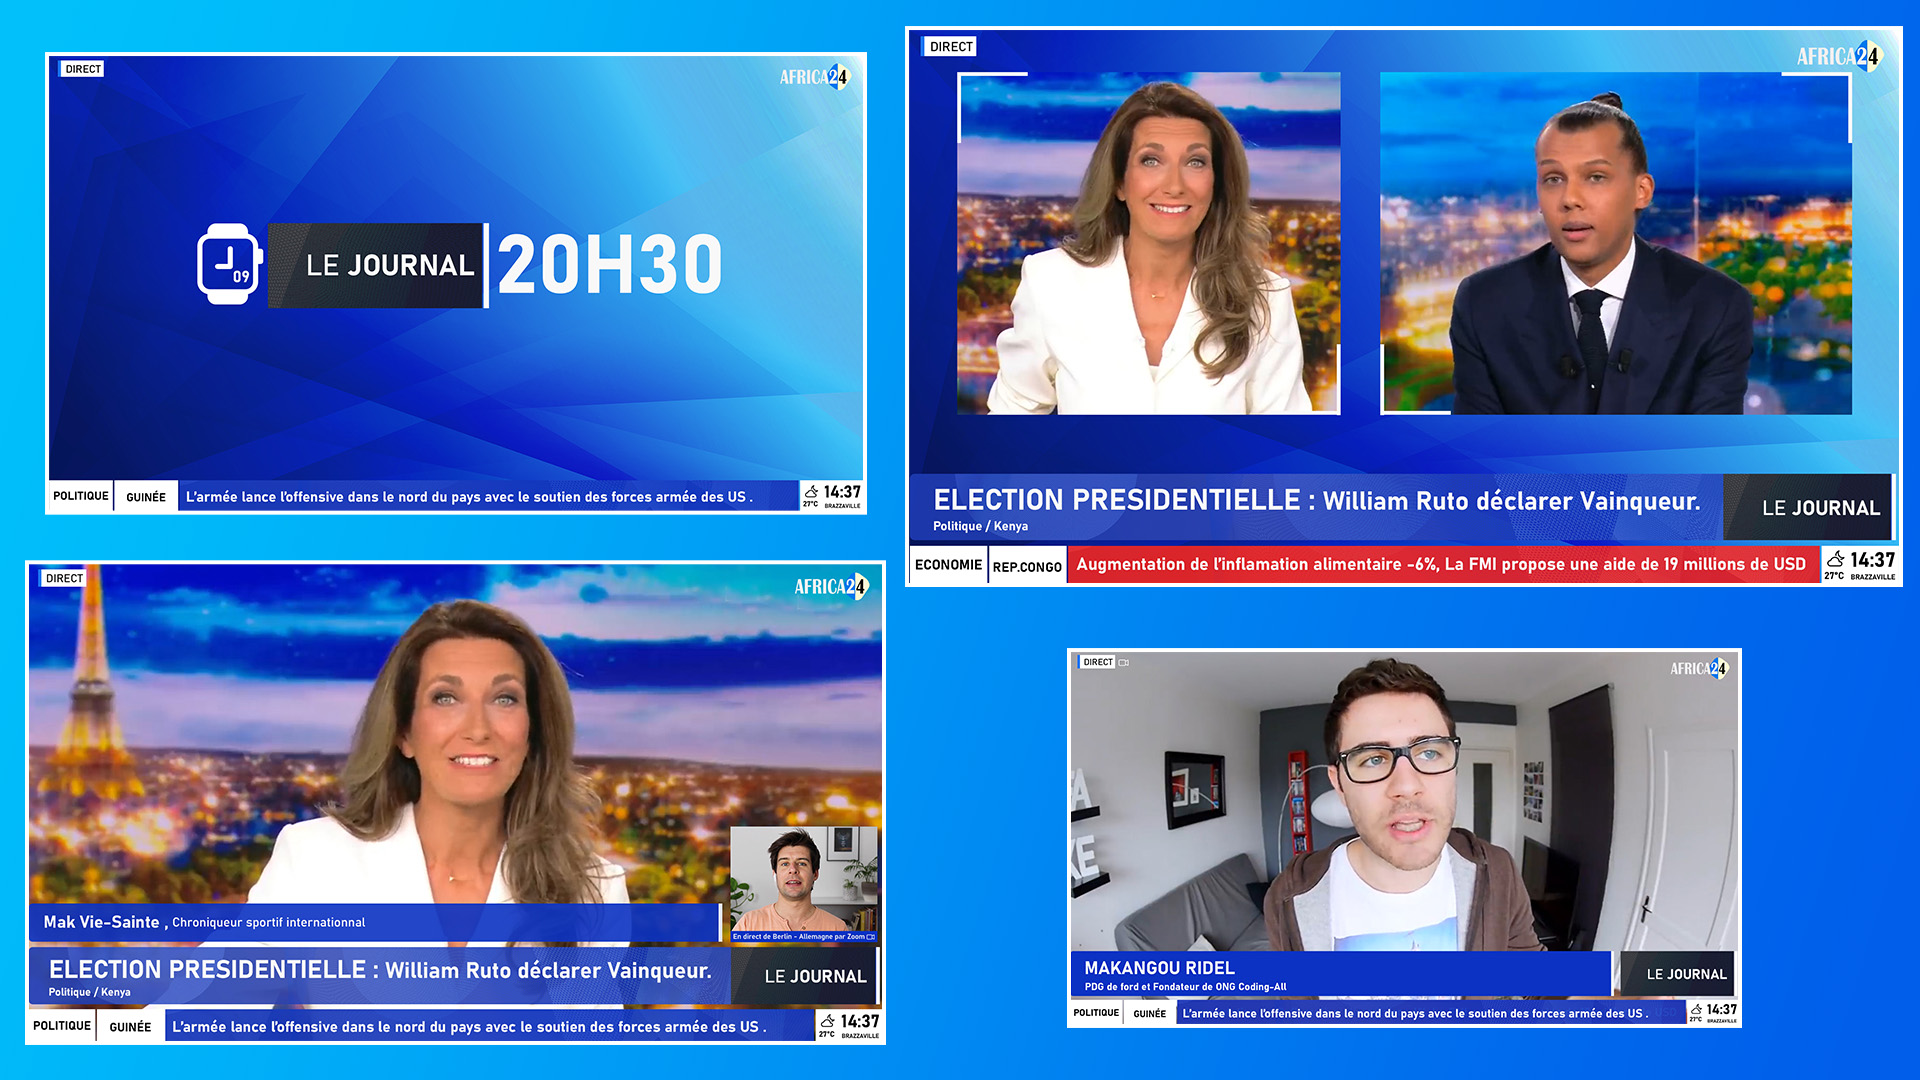 DIRECT
AFRICA24
09
LE JOURNAL
20H30
POLITIQUE
GUINÉE
L'armée lance l'offensive dans le nord du pays avec le soutien des forces armée des US .
14:37
27°C
BRAZZAVILLE
DIRECT
AFRICA24
ELECTION PRESIDENTIELLE : William Ruto déclarer Vainqueur.
Politique / Kenya
LE JOURNAL
ECONOMIE
REP.CONGO
Augmentation de l'inflamation alimentaire -6%, La FMI propose une aide de 19 millions de USD
14:37
27°C
BRAZZAVILLE
DIRECT
AFRICA24
Mak Vie-Sainte , Chroniqueur sportif internationnal
En direct de Berlin - Allemagne par Zoom
ELECTION PRESIDENTIELLE : William Ruto déclarer Vainqueur.
Politique / Kenya
LE JOURNAL
POLITIQUE
GUINÉE
L'armée lance l'offensive dans le nord du pays avec le soutien des forces armée des US .
14:37
27°C
BRAZZAVILLE
DIRECT
AFRICA24
MAKANGOU RIDEL
PDG de ford et Fondateur de ONG Coding-All
LE JOURNAL
POLITIQUE
GUINÉE
L'armée lance l'offensive dans le nord du pays avec le soutien des forces armée des US .
14:37
27°C
BRAZZAVILLE